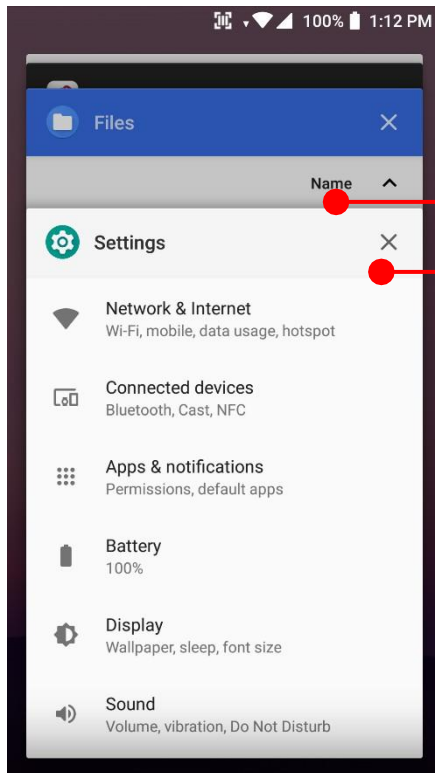 100% 1:12 PM
Files
Name
Settings
Network & Internet
Wi-Fi, mobile, data usage, hotspot
Connected devices
Bluetooth, Cast, NFC
Apps & notifications
Permissions, default apps
Battery
100%
Display
Wallpaper, sleep, font size
Sound
Volume, vibration, Do Not Disturb